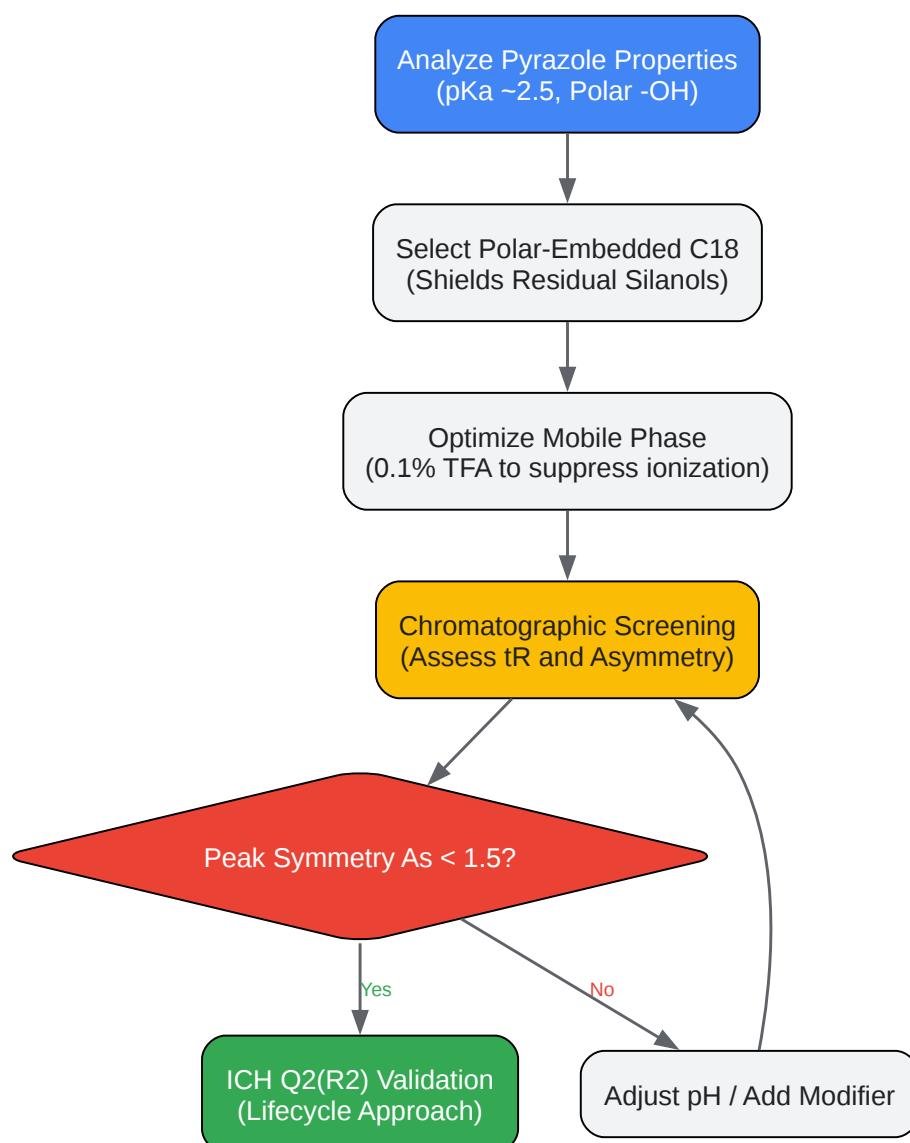 Analyze Pyrazole Properties
(pKa ~2.5, Polar -OH)
Select Polar-Embedded C18
(Shields Residual Silanols)
Optimize Mobile Phase
(0.1% TFA to suppress ionization)
Chromatographic Screening
(Assess tR and Asymmetry)
Peak Symmetry As < 1.5?
Yes
No
ICH Q2(R2) Validation
(Lifecycle Approach)
Adjust pH / Add Modifier